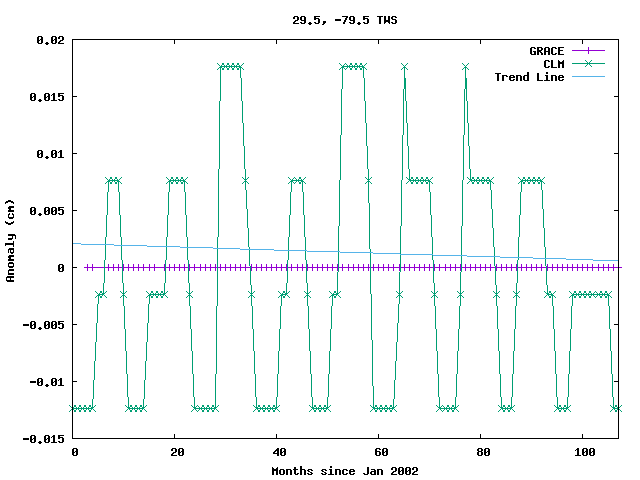 29.5, -79.5 TWS
GRACE
CLM
Trend Line
0.02
0.015
0.01
0.005
0
-0.005
-0.01
-0.015
Anomaly (cm)
0 20 40 60 80 100
Months since Jan 2002